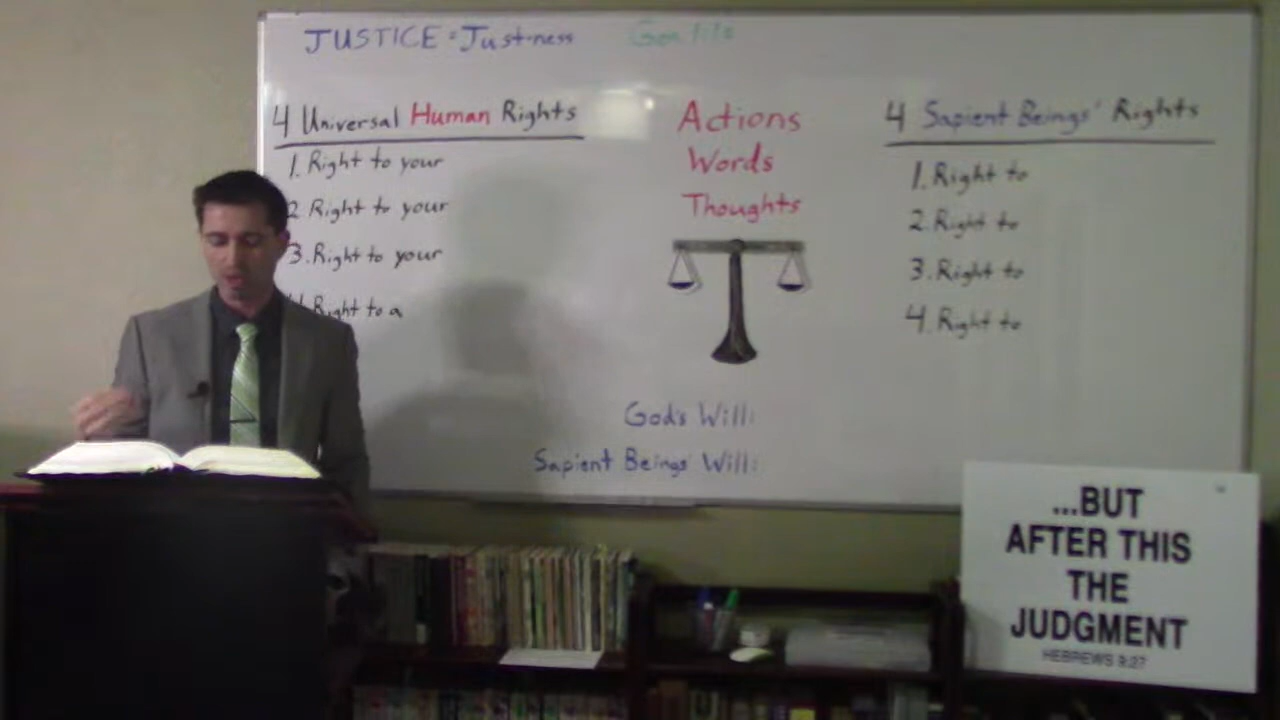 JUSTICE = Just-ness
4 Universal Human Rights
1. Right to your
2 Right to your
3. Right to your
Right to a
Actions
Words
Thoughts
4 Sapient Beings' Rights
1. Right to
2. Right to
3. Right to
4. Right to
God's Will:
Sapient Beings' Will:
...BUT
AFTER THIS
THE
JUDGMENT
HEBREWS 9:27